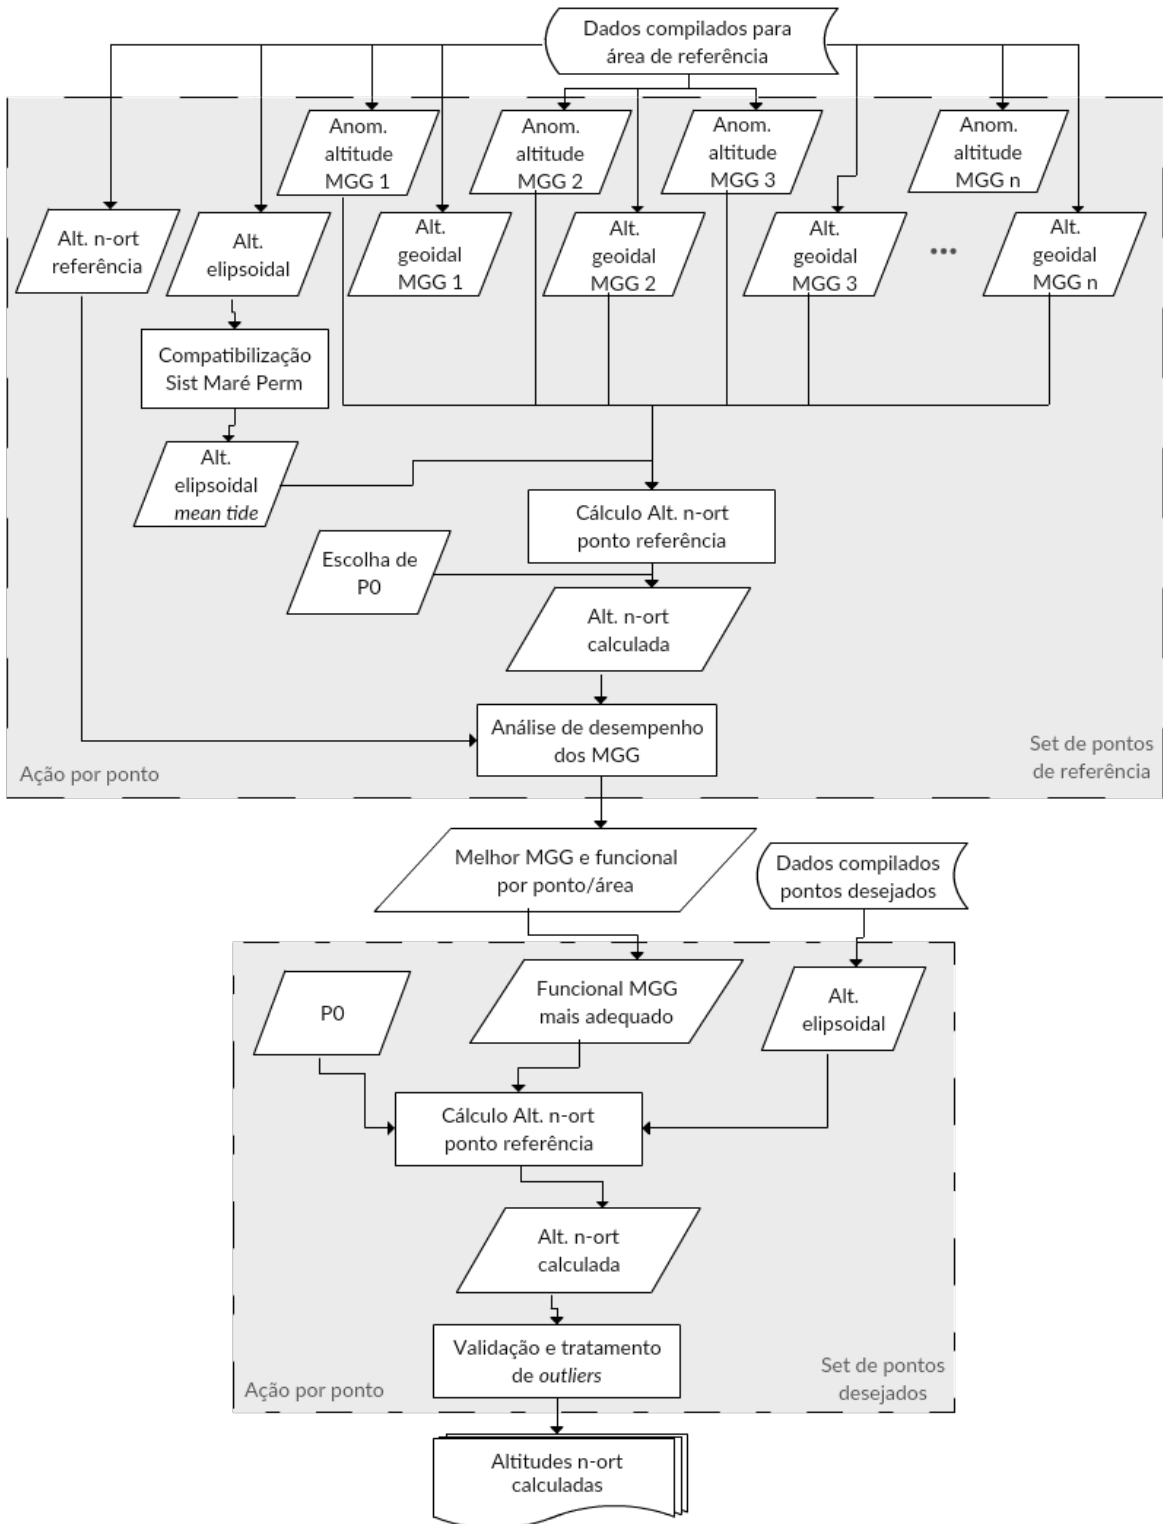 Dados compilados para
área de referência
Anom.
altitude
MGG 1
Anom.
altitude
MGG 2
Anom.
altitude
MGG 3
Anom.
altitude
MGG n
Alt. n-ort
referência
Alt.
elipsoidal
Alt.
geoidal
MGG 1
Alt.
geoidal
MGG 2
Alt.
geoidal
MGG 3
...
Alt.
geoidal
MGG n
Compatibilização
Sist Maré Perm
Alt.
elipsoidal
mean tide
Cálculo Alt. n-ort
ponto referência
Escolha de
P0
Alt. n-ort
calculada
Análise de desempenho
dos MGG
Ação por ponto
Set de pontos
de referência
Melhor MGG e funcional
por ponto/área
Dados compilados
pontos desejados
P0
Funcional MGG
mais adequado
Alt.
elipsoidal
Cálculo Alt. n-ort
ponto referência
Alt. n-ort
calculada
Validação e tratamento
de outliers
Ação por ponto
Set de pontos
desejados
Altitudes n-ort
calculadas